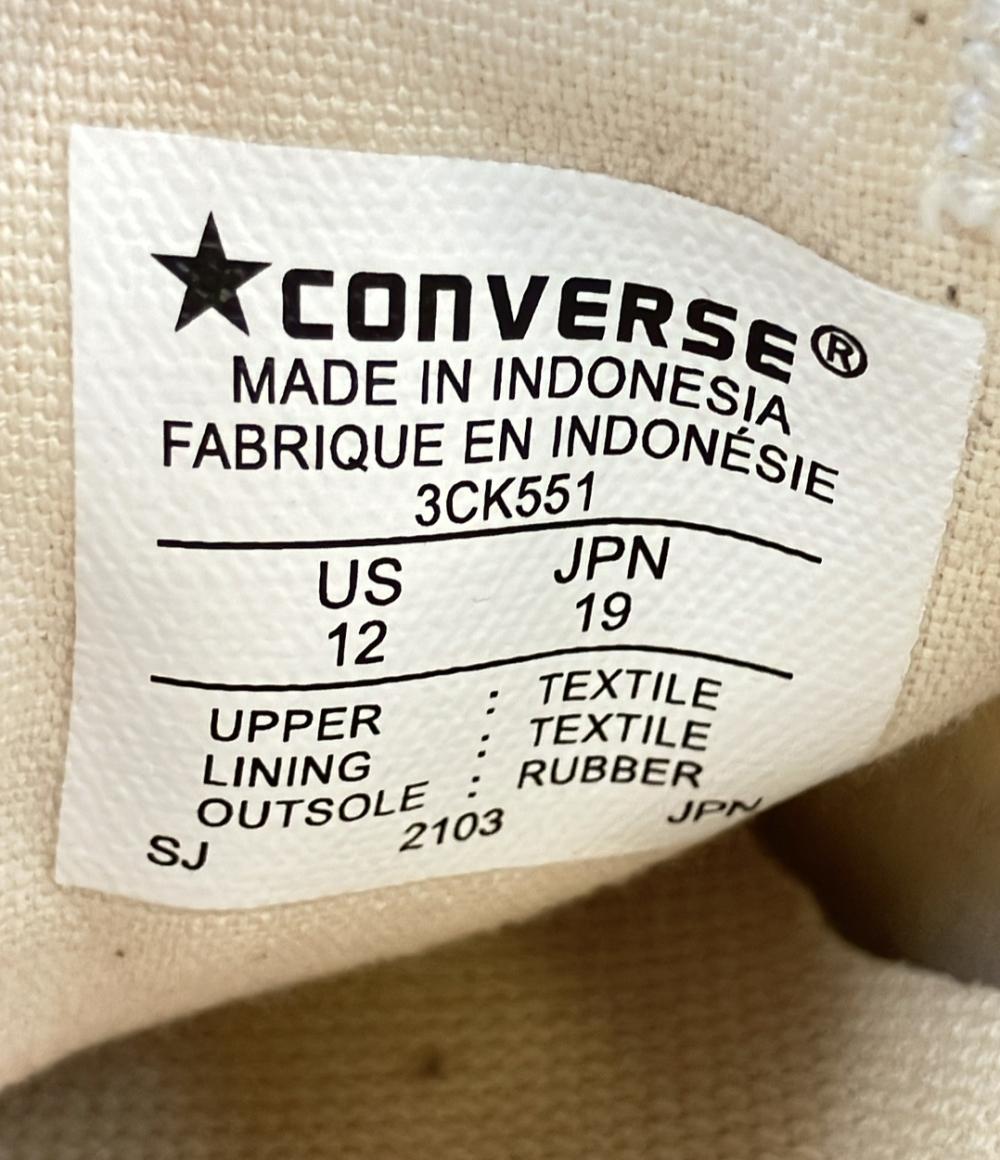 ★CONVERSE®
MADE IN INDONESIA
FABRIQUE EN INDONÉSIE
3CK551
US JPN
12 19
UPPER : TEXTILE
LINING : TEXTILE
OUTSOLE : RUBBER
SJ 2103 JPN